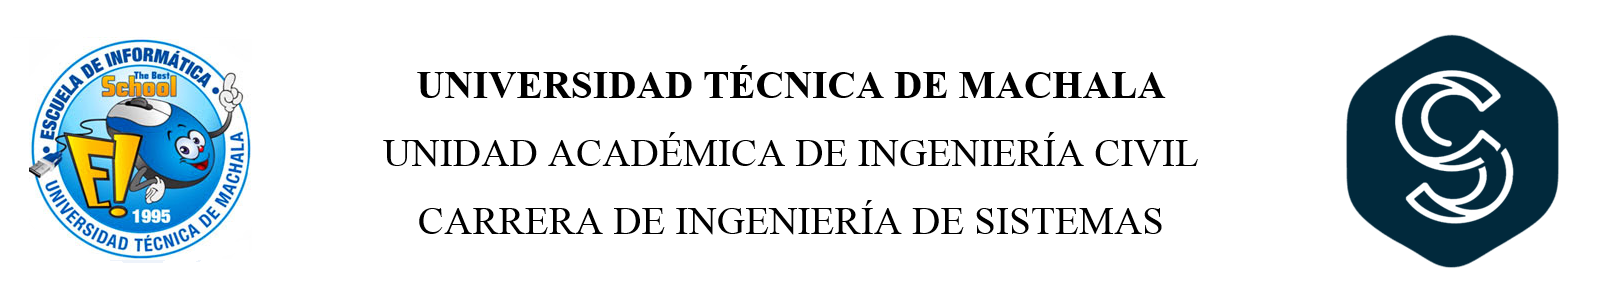 ESCUELA DE INFORMÁTICA
The Best
School
E!
1995
UNIVERSIDAD TÉCNICA DE MACHALA
UNIVERSIDAD TÉCNICA DE MACHALA
UNIDAD ACADÉMICA DE INGENIERÍA CIVIL
CARRERA DE INGENIERÍA DE SISTEMAS